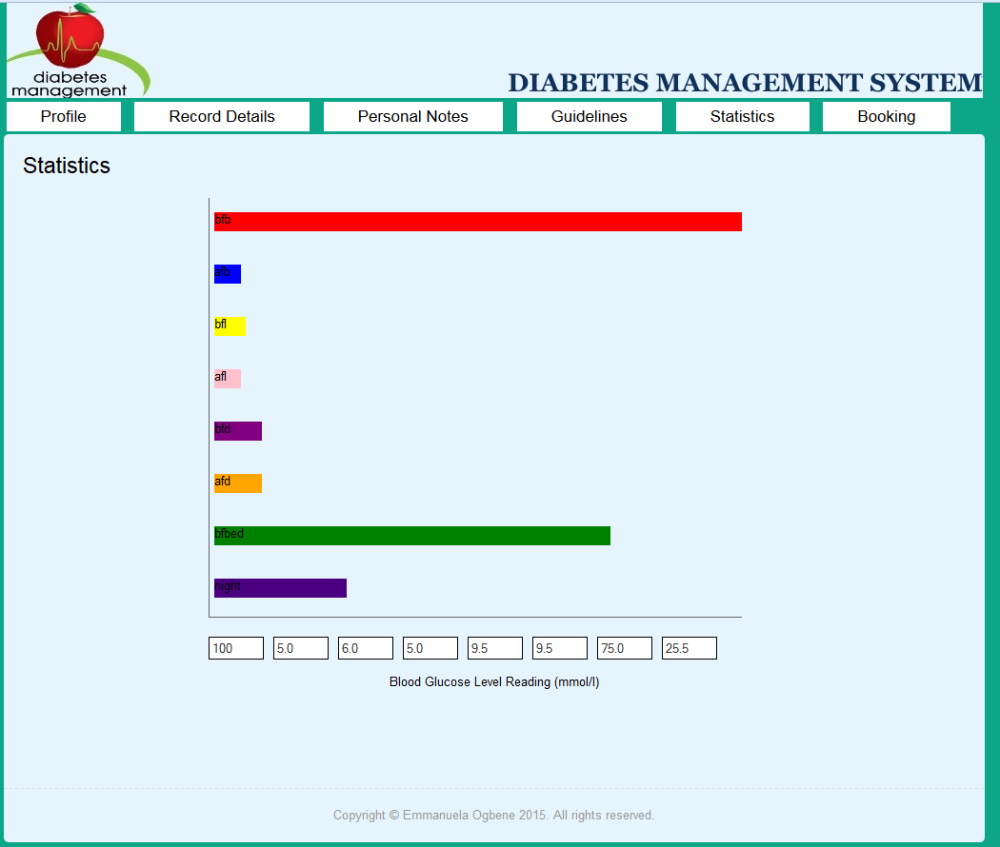 diabetes
management
DIABETES MANAGEMENT SYSTEM
Profile Record Details Personal Notes Guidelines Statistics Booking
Statistics
bfb
afb
bfl
afl
bfd
afd
bfbed
night
100 5.0 6.0 5.0 9.5 9.5 75.0 25.5
Blood Glucose Level Reading (mmol/l)
Copyright © Emmanuela Ogbene 2015. All rights reserved.